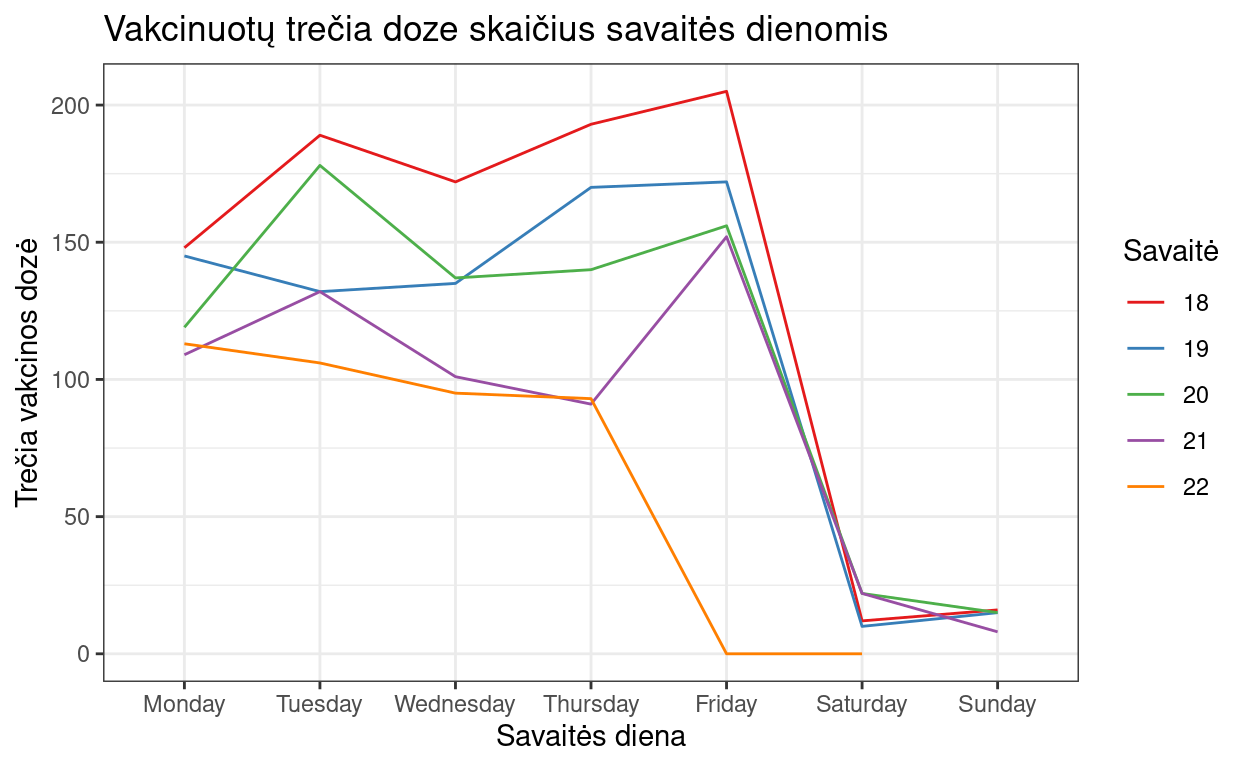 Vakcinuotų trečia doze skaičius savaitės dienomis
Trečia vakcinos dozė
200
150
100
50
0
Monday Tuesday Wednesday Thursday Friday Saturday Sunday
Savaitės diena
Savaitė
18
19
20
21
22